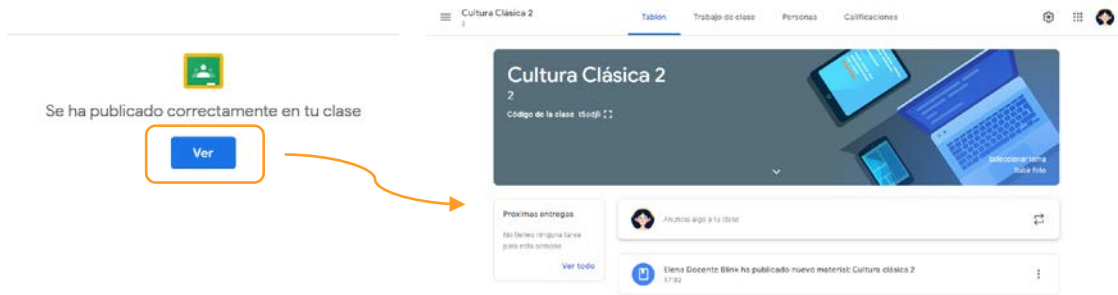 Se ha publicado correctamente en tu clase
Ver
Cultura Clásica 2
2
Tablón
Trabajo de clase
Personas
Calificaciones
Cultura Clásica 2
2
Código de la clase
Seleccionar tema
Subir foto
Próximas entregas
No tienes ninguna tarea
para esta semana
Ver todo
Anuncia algo a tu clase
Elena Docente Blink ha publicado nuevo material: Cultura clásica 2